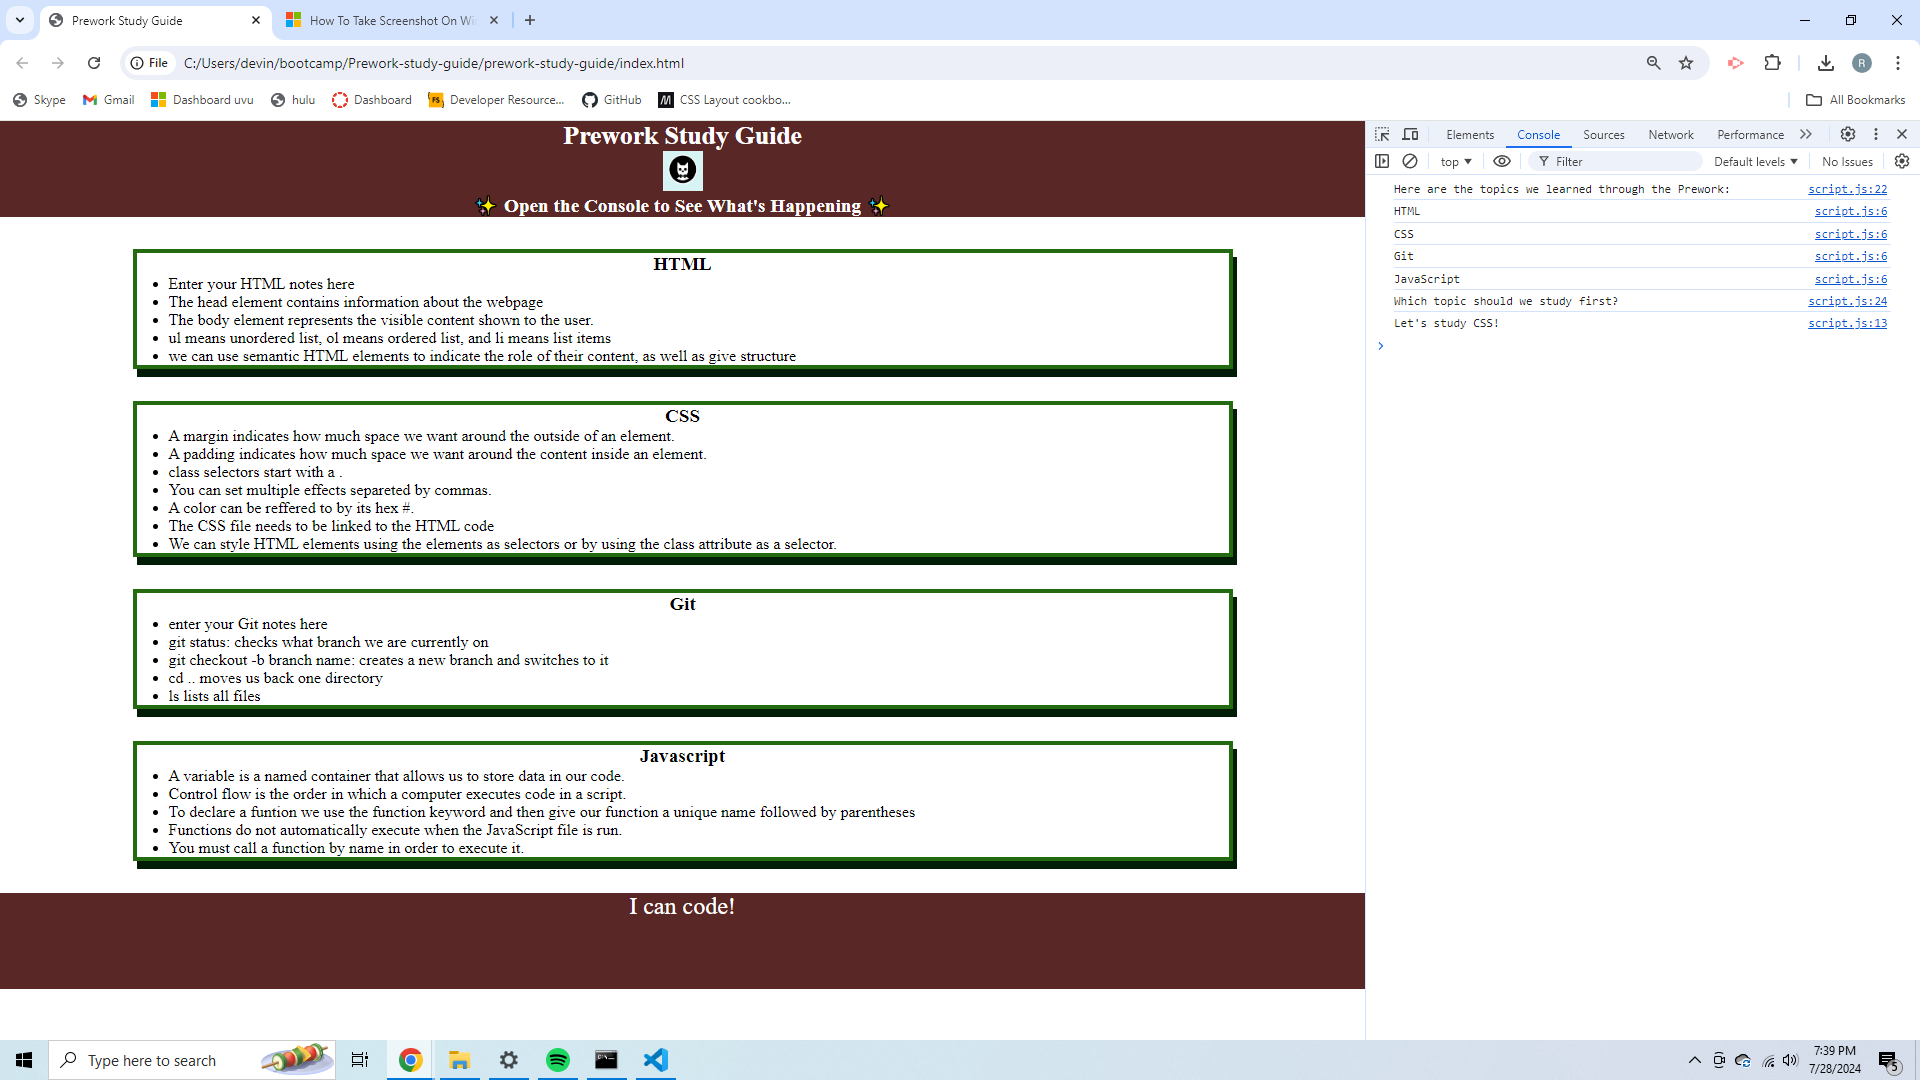 Prework Study Guide
How To Take Screenshot On Wi
File
C:/Users/devin/bootcamp/Prework-study-guide/prework-study-guide/index.html
R
Skype
Gmail
Dashboard uvu
hulu
Dashboard
FS
Developer Resource...
GitHub
M
CSS Layout cookbo...
All Bookmarks
Prework Study Guide
✨ Open the Console to See What's Happening ✨
HTML
• Enter your HTML notes here
• The head element contains information about the webpage
• The body element represents the visible content shown to the user.
• ul means unordered list, ol means ordered list, and li means list items
• we can use semantic HTML elements to indicate the role of their content, as well as give structure
CSS
• A margin indicates how much space we want around the outside of an element.
• A padding indicates how much space we want around the content inside an element.
• class selectors start with a .
• You can set multiple effects separeted by commas.
• A color can be reffered to by its hex #.
• The CSS file needs to be linked to the HTML code
• We can style HTML elements using the elements as selectors or by using the class attribute as a selector.
Git
• enter your Git notes here
• git status: checks what branch we are currently on
• git checkout -b branch name: creates a new branch and switches to it
• cd .. moves us back one directory
• ls lists all files
Javascript
• A variable is a named container that allows us to store data in our code.
• Control flow is the order in which a computer executes code in a script.
• To declare a funtion we use the function keyword and then give our function a unique name followed by parentheses
• Functions do not automatically execute when the JavaScript file is run.
• You must call a function by name in order to execute it.
I can code!
Elements Console Sources Network Performance
top Filter Default levels No Issues
Here are the topics we learned through the Prework: script.js:22
HTML script.js:6
CSS script.js:6
Git script.js:6
JavaScript script.js:6
Which topic should we study first? script.js:24
Let's study CSS! script.js:13
Type here to search
7:39 PM
7/28/2024
5